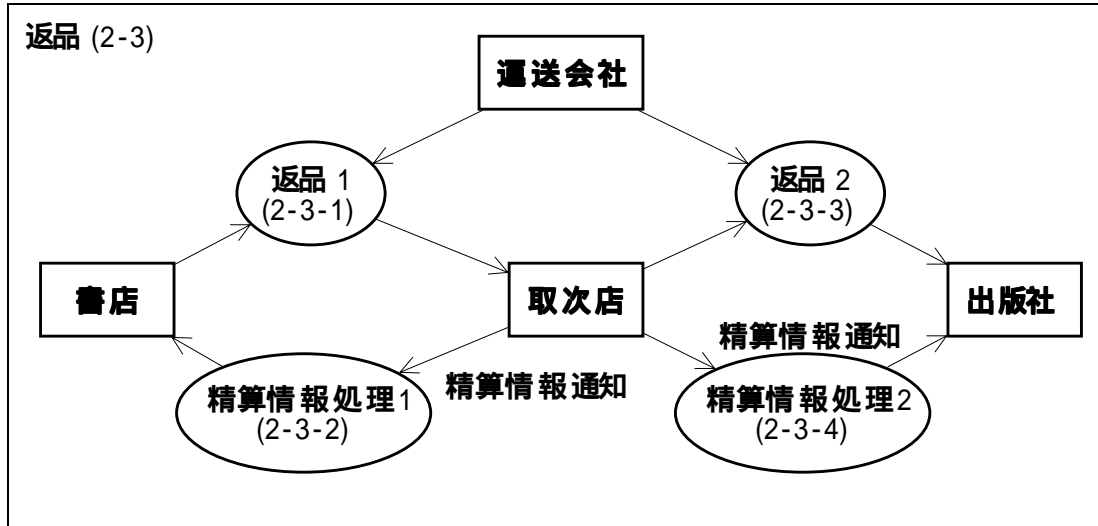 返品 (2-3)
運送会社
返品 1
(2-3-1)
返品 2
(2-3-3)
書店
取次店
出版社
精算情報通知
精算情報通知
精算情報処理1
(2-3-2)
精算情報処理2
(2-3-4)